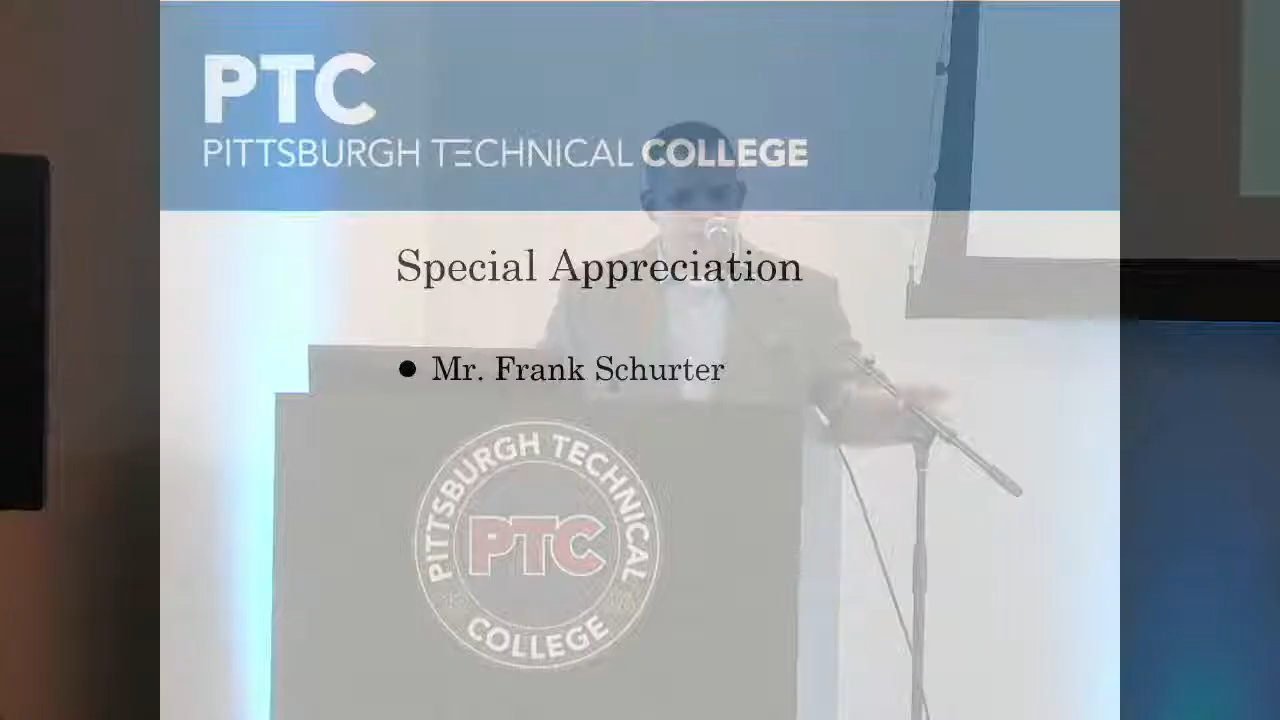 PTC
PITTSBURGH TECHNICAL COLLEGE
Special Appreciation
● Mr. Frank Schurter
PITTSBURGH TECHNICAL
PTC
COLLEGE